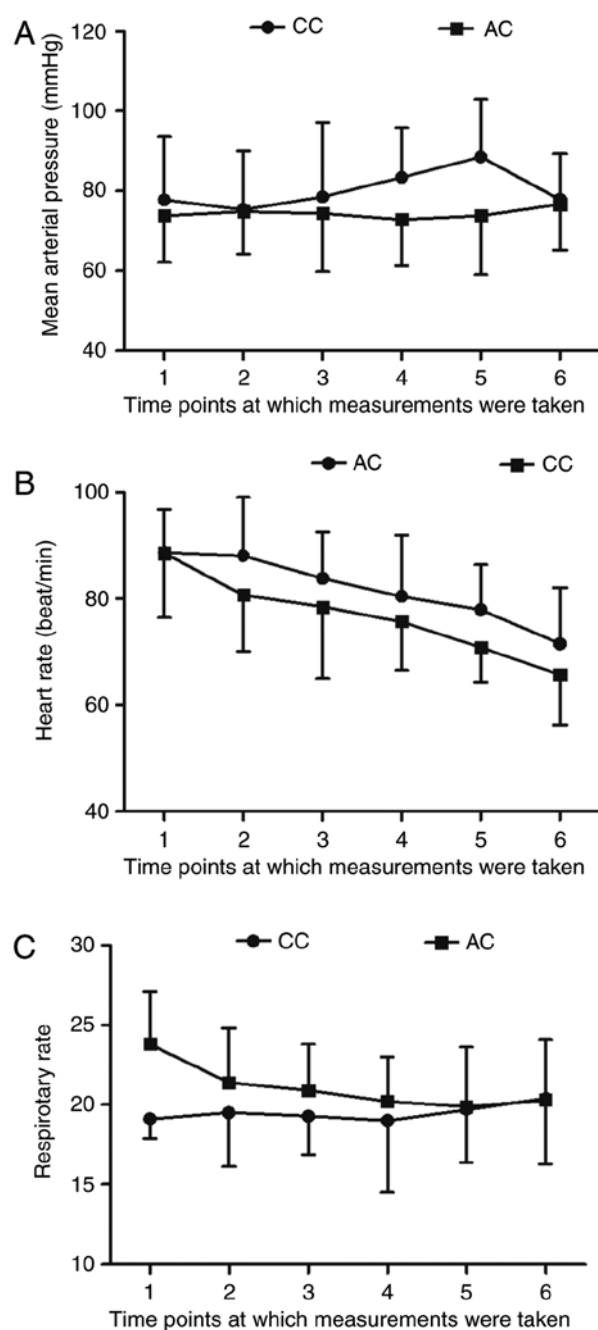 A
CC AC
120
100
80
60
40
Mean arterial pressure (mmHg)
1 2 3 4 5 6
Time points at which measurements were taken
B
AC CC
100
80
60
40
Heart rate (beat/min)
1 2 3 4 5 6
Time points at which measurements were taken
C
CC AC
30
25
20
15
10
Respirotary rate
1 2 3 4 5 6
Time points at which measurements were taken